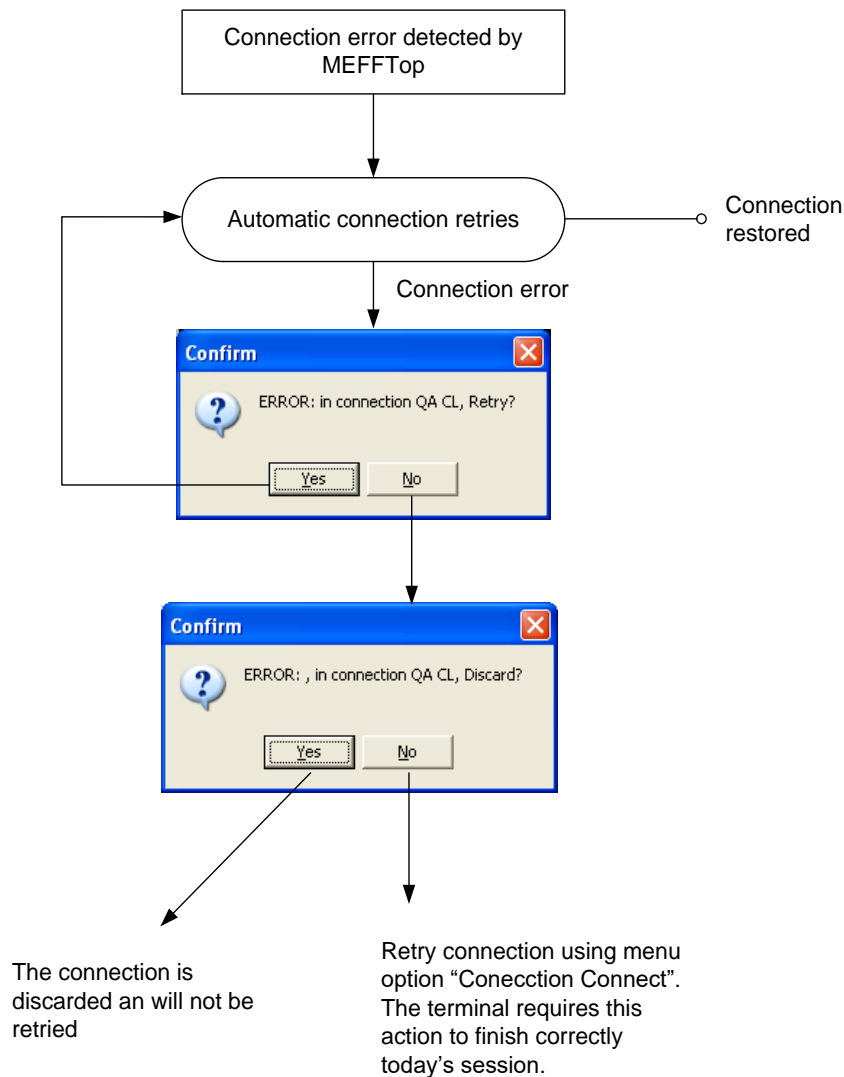 Connection error detected by
MEFFTop
Automatic connection retries
Connection
restored
Connection error
Confirm
ERROR: in connection QA CL, Retry?
Yes
No
Confirm
ERROR: , in connection QA CL, Discard?
Yes
No
The connection is
discarded an will not be
retried
Retry connection using menu
option “Conecction Connect”.
The terminal requires this
action to finish correctly
today’s session.